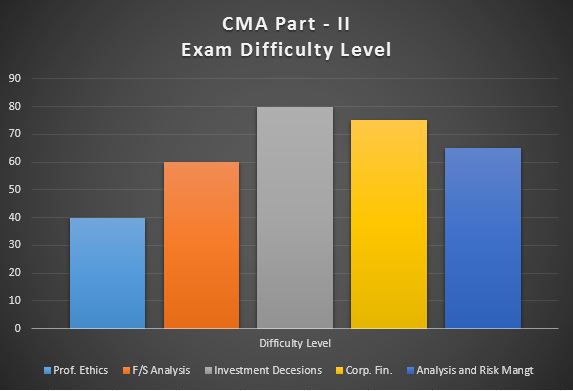 CMA Part - II
Exam Difficulty Level
90
80
70
60
50
40
30
20
10
0
Difficulty Level
Prof. Ethics F/S Analysis Investment Decesions Corp. Fin. Analysis and Risk Mangt